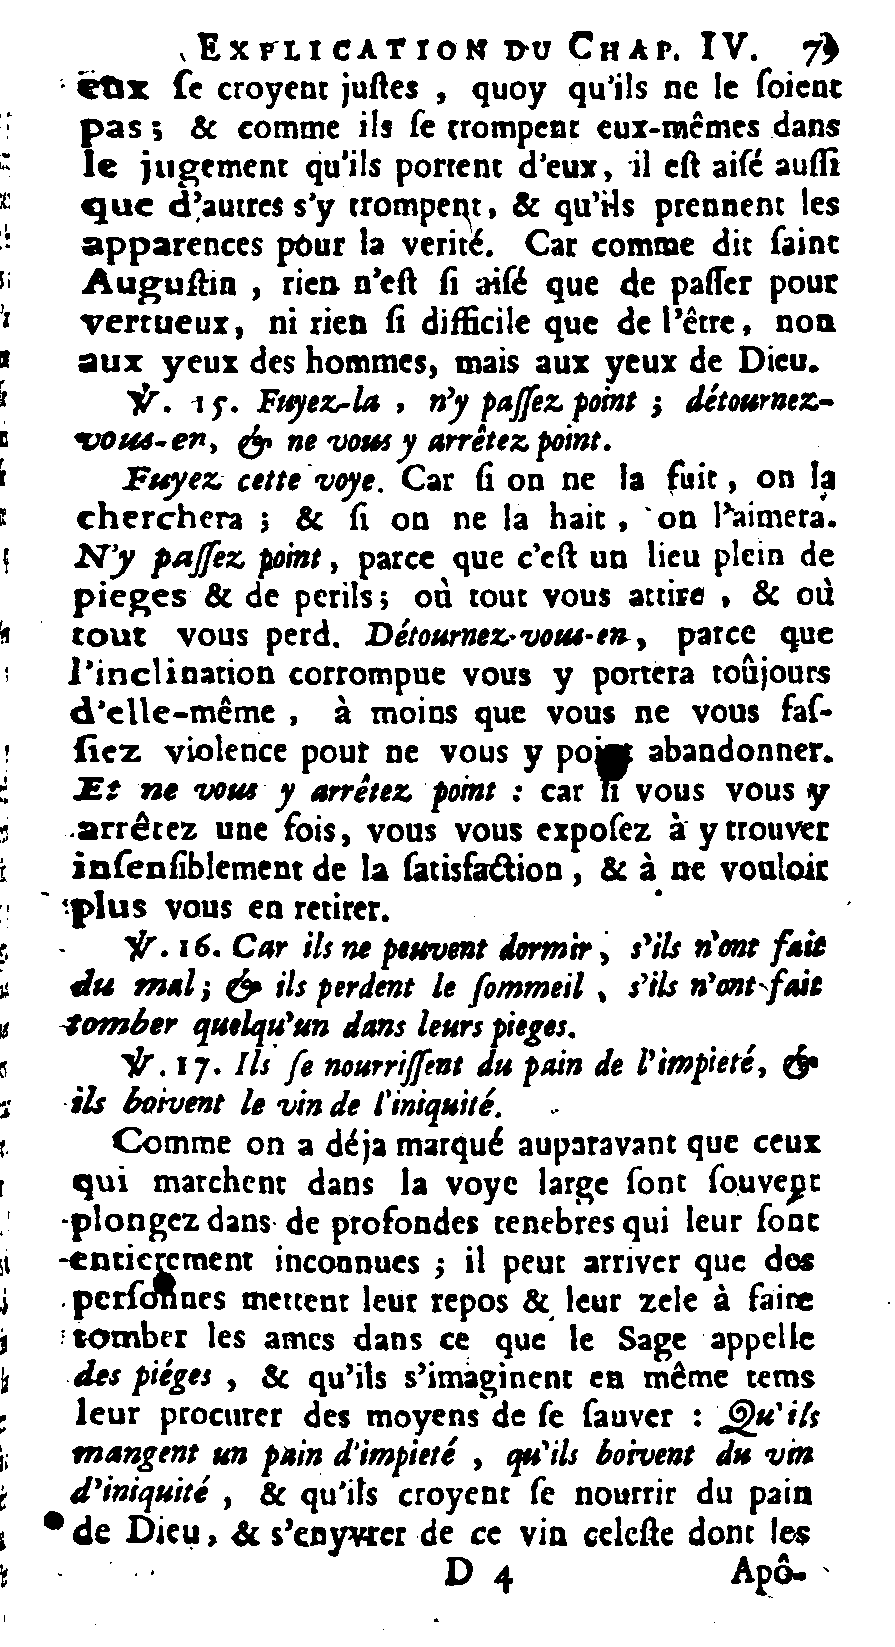 EXPLICATION DU CHAP. IV. 79
eux ſe croyent juſtes , quoy qu'ils ne le ſoient
pas ; & comme ils ſe trompent eux-mêmes dans
le jugement qu'ils portent d'eux, il eſt aiſé auſſi
que d'autres s'y trompent, & qu'ils prennent les
apparences pour la verité. Car comme dit ſaint
Auguſtin , rien n'eſt ſi aiſé que de paſſer pour
vertueux, ni rien ſi difficile que de l'être, non
aux yeux des hommes, mais aux yeux de Dieu.
℣. 15. Fuyez-la , n'y paſſez point ; détournez-
vous-en, & ne vous y arrêtez point.
Fuyez cette voye. Car ſi on ne la fuit, on la
cherchera ; & ſi on ne la hait, on l'aimera.
N'y paſſez point, parce que c'eſt un lieu plein de
pieges & de perils; où tout vous attire , & où
tout vous perd. Détournez-vous-en, parce que
l'inclination corrompue vous y portera toûjours
d'elle-même , à moins que vous ne vous faſ-
ſiez violence pour ne vous y point abandonner.
Et ne vous y arrêtez point : car ſi vous vous y
arrêtez une fois, vous vous expoſez à y trouver
inſenſiblement de la ſatisfaction, & à ne vouloir
plus vous en retirer.
℣. 16. Car ils ne peuvent dormir, s'ils n'ont fait
du mal ; & ils perdent le ſommeil , s'ils n'ont fait
tomber quelqu'un dans leurs pieges.
℣. 17. Ils ſe nourriſſent du pain de l'impieté, &
ils boivent le vin de l'iniquité.
Comme on a déja marqué auparavant que ceux
qui marchent dans la voye large ſont ſouvent
plongez dans de profondes tenebres qui leur ſont
entierement inconnues ; il peut arriver que des
perſonnes mettent leur repos & leur zele à faire
tomber les ames dans ce que le Sage appelle
des piéges , & qu'ils s'imaginent en même tems
leur procurer des moyens de ſe ſauver : Qu'ils
mangent un pain d'impieté , qu'ils boivent du vin
d'iniquité , & qu'ils croyent ſe nourrir du pain
de Dieu, & s'enyvrer de ce vin celeſte dont les
D 4 Apô-